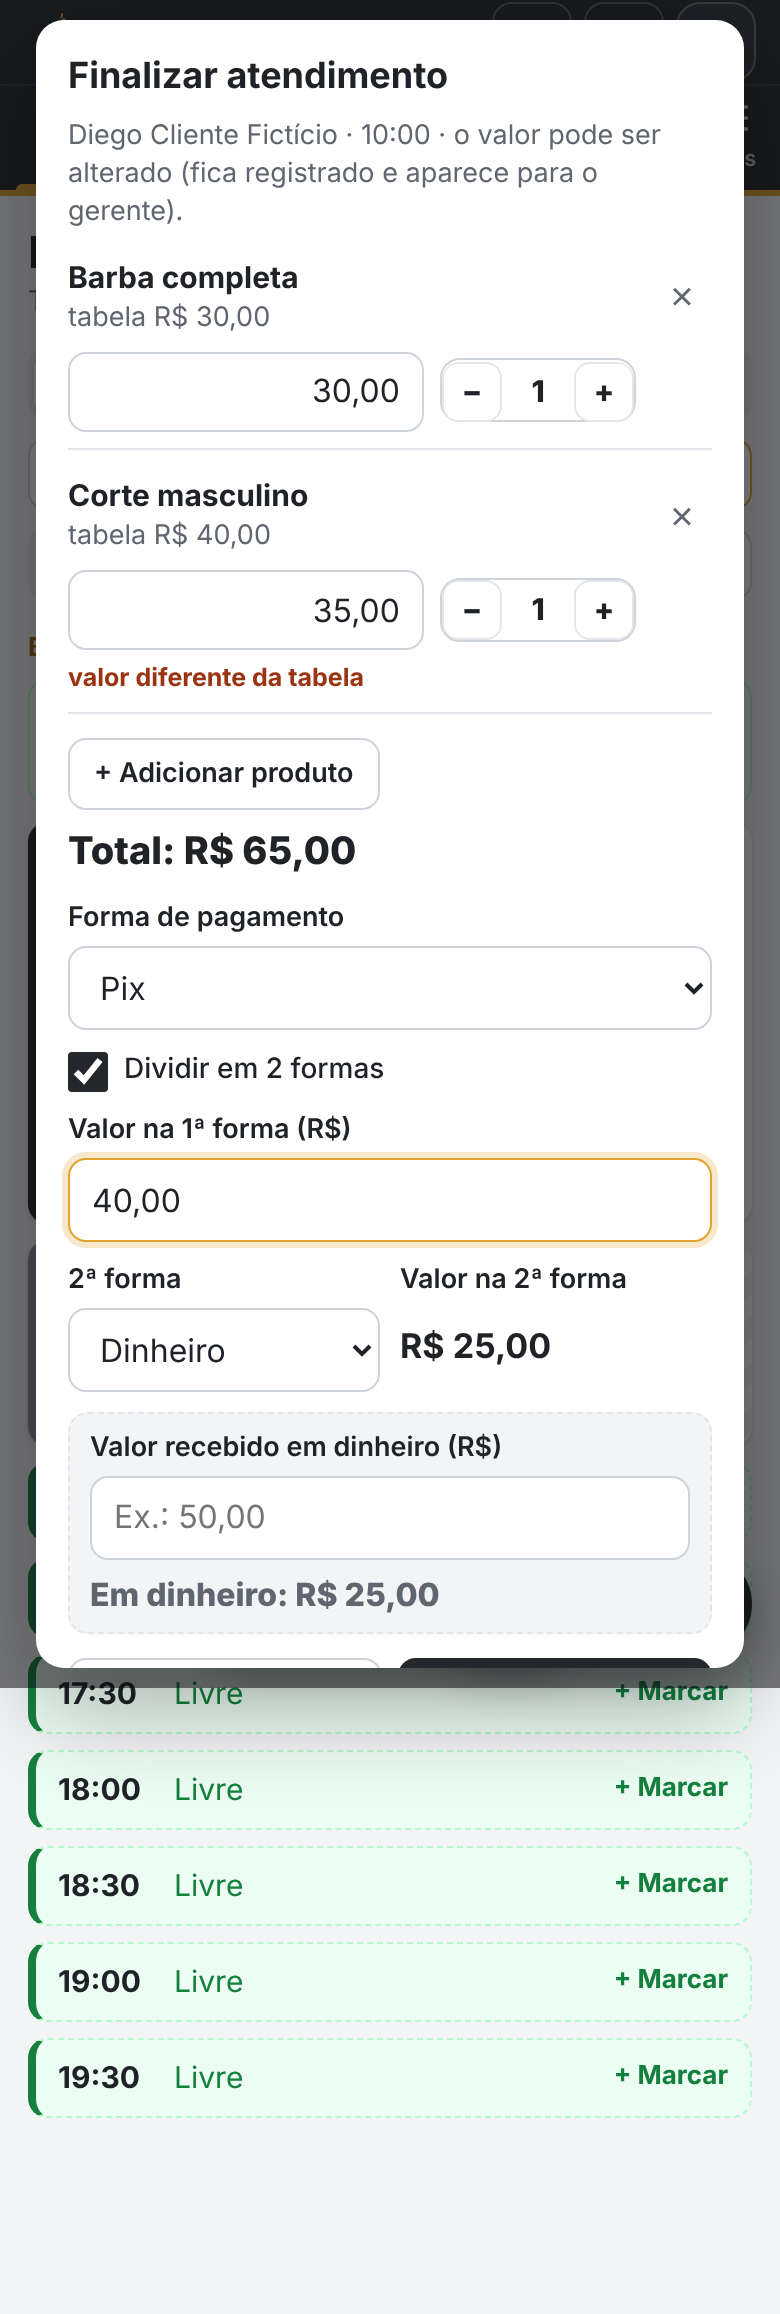 Finalizar atendimento
Diego Cliente Fictício · 10:00 · o valor pode ser
alterado (fica registrado e aparece para o
gerente).
Barba completa
×
tabela R$ 30,00
30,00 − 1 +
Corte masculino
×
tabela R$ 40,00
35,00 − 1 +
valor diferente da tabela
+ Adicionar produto
Total: R$ 65,00
Forma de pagamento
Pix
Dividir em 2 formas
Valor na 1ª forma (R$)
40,00
2ª forma Valor na 2ª forma
Dinheiro R$ 25,00
Valor recebido em dinheiro (R$)
Ex.: 50,00
Em dinheiro: R$ 25,00
17:30 Livre + Marcar
18:00 Livre + Marcar
18:30 Livre + Marcar
19:00 Livre + Marcar
19:30 Livre + Marcar